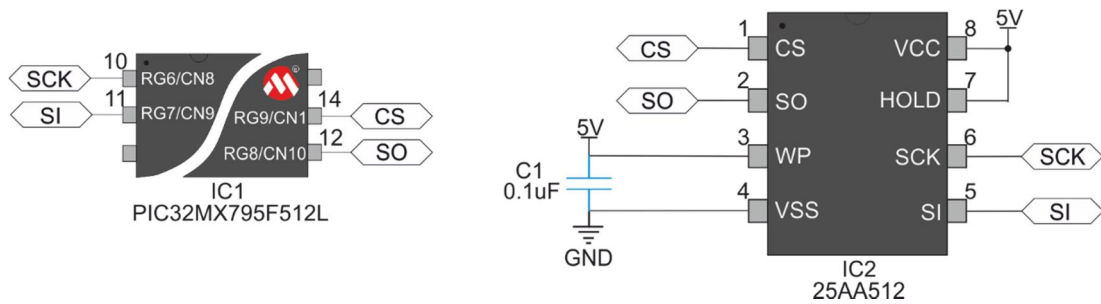 10
SCK
RG6/CN8
11
SI
RG7/CN9
®
14
RG9/CN1
CS
12
RG8/CN10
SO
IC1
PIC32MX795F512L
1
CS
CS
2
SO
SO
5V
3
WP
C1
0.1uF
4
VSS
GND
5V
8
VCC
7
HOLD
6
SCK
SCK
5
SI
SI
IC2
25AA512